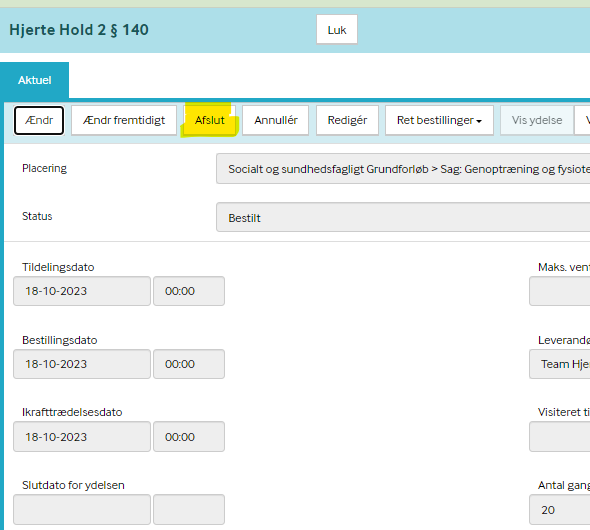 Hjerte Hold 2 § 140
Luk
Aktuel
Ændr Ændr fremtidigt Afslut Annullér Redigér Ret bestillinger Vis ydelse V
Placering Socialt og sundhedsfagligt Grundforløb > Sag: Genoptræning og fysiote
Status Bestilt
Tildelingsdato Maks. vent
18-10-2023 00:00
Bestillingsdato Leverandø
18-10-2023 00:00 Team Hje
Ikrafttrædelsesdato Visiteret ti
18-10-2023 00:00
Slutdato for ydelsen Antal gang
20